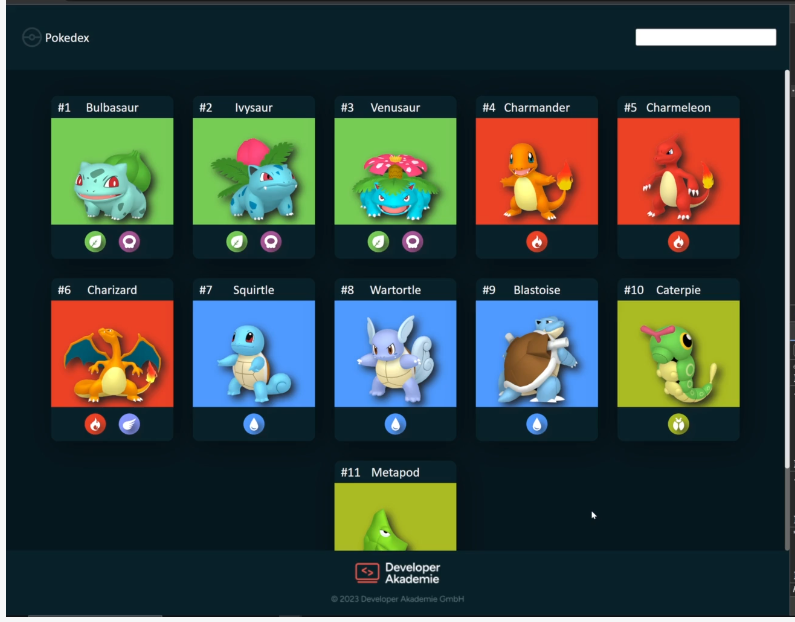 Pokedex
#1 Bulbasaur
#2 Ivysaur
#3 Venusaur
#4 Charmander
#5 Charmeleon
#6 Charizard
#7 Squirtle
#8 Wartortle
#9 Blastoise
#10 Caterpie
#11 Metapod
Developer
Akademie
© 2023 Developer Akademie GmbH